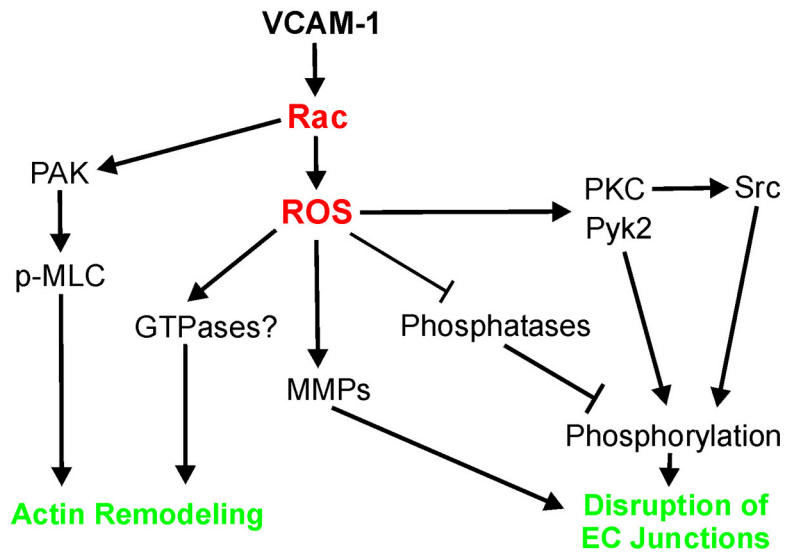 VCAM-1
Rac
PAK
ROS
PKC
Src
Pyk2
p-MLC
GTPases?
Phosphatases
MMPs
Phosphorylation
Actin Remodeling
Disruption of
EC Junctions